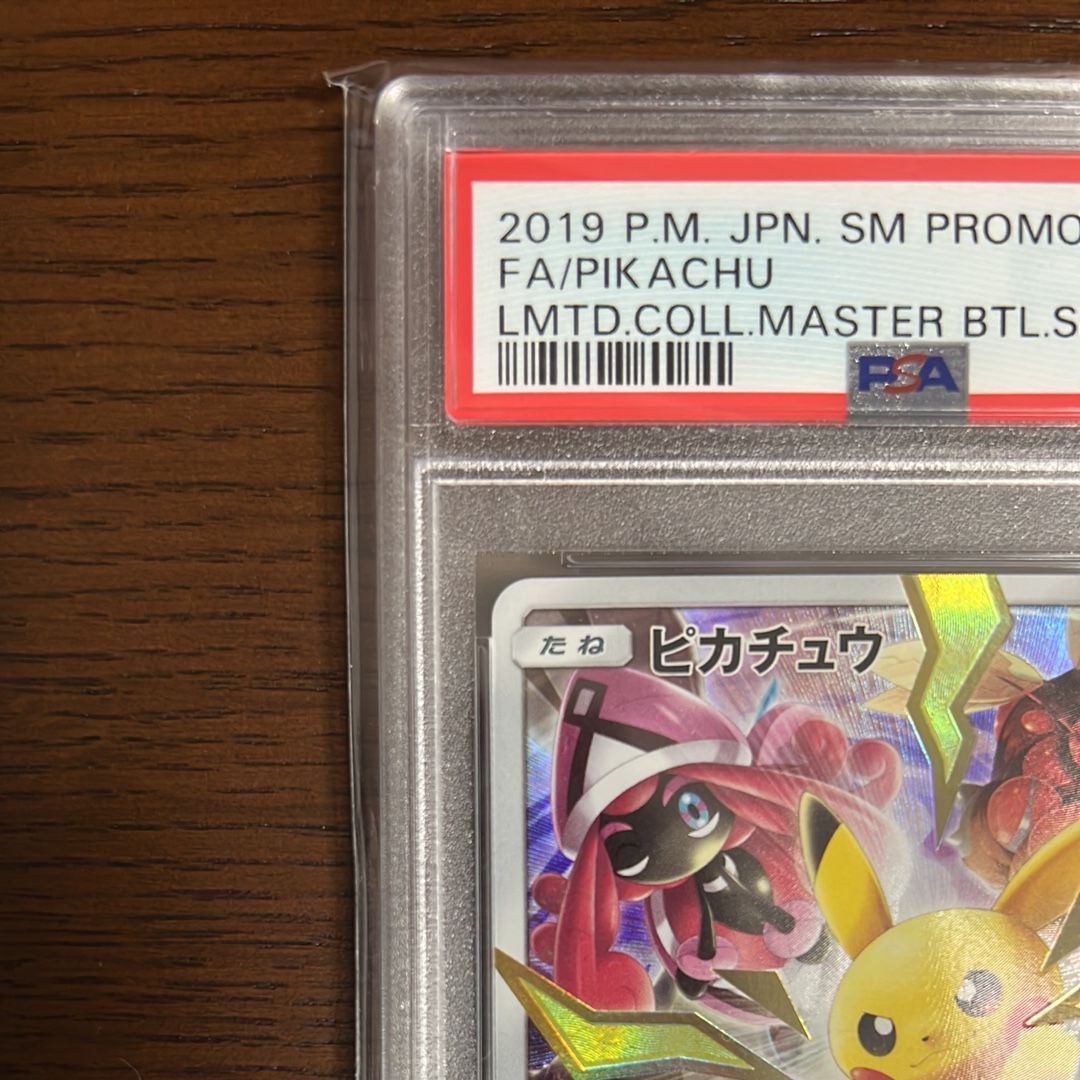 2019 P.M. JPN. SM PROMO
FA/PIKACHU
LMTD.COLL.MASTER BTL.S
PSA
たね ピカチュウ